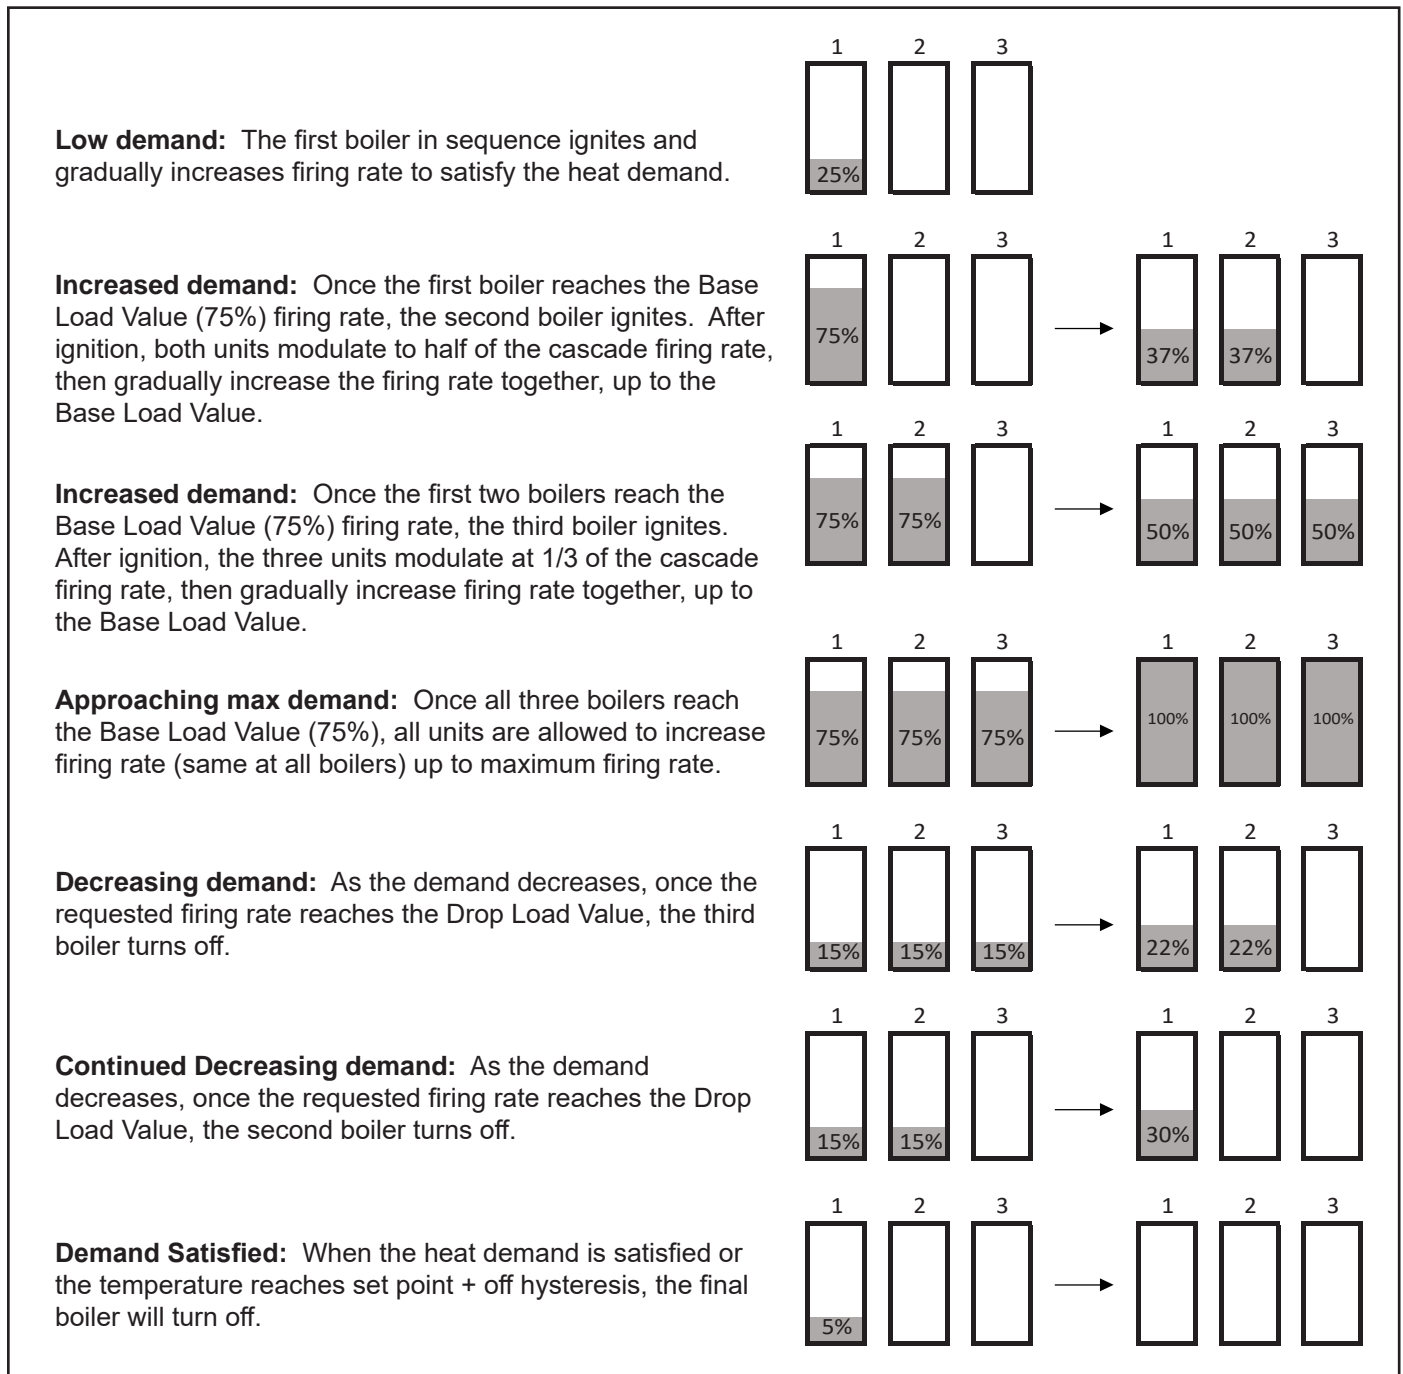 1 2 3
Low demand: The first boiler in sequence ignites and
gradually increases firing rate to satisfy the heat demand.
25%
1 2 3 1 2 3
Increased demand: Once the first boiler reaches the Base
Load Value (75%) firing rate, the second boiler ignites. After
ignition, both units modulate to half of the cascade firing rate,
then gradually increase the firing rate together, up to the
Base Load Value.
75% 37% 37%
1 2 3 1 2 3
Increased demand: Once the first two boilers reach the
Base Load Value (75%) firing rate, the third boiler ignites.
After ignition, the three units modulate at 1/3 of the cascade
firing rate, then gradually increase firing rate together, up to
the Base Load Value.
75% 75% 50% 50% 50%
1 2 3 1 2 3
Approaching max demand: Once all three boilers reach
the Base Load Value (75%), all units are allowed to increase
firing rate (same at all boilers) up to maximum firing rate.
75% 75% 75% 100% 100% 100%
1 2 3 1 2 3
Decreasing demand: As the demand decreases, once the
requested firing rate reaches the Drop Load Value, the third
boiler turns off.
15% 15% 15% 22% 22%
1 2 3 1 2 3
Continued Decreasing demand: As the demand
decreases, once the requested firing rate reaches the Drop
Load Value, the second boiler turns off.
15% 15% 30%
1 2 3 1 2 3
Demand Satisfied: When the heat demand is satisfied or
the temperature reaches set point + off hysteresis, the final
boiler will turn off.
5%